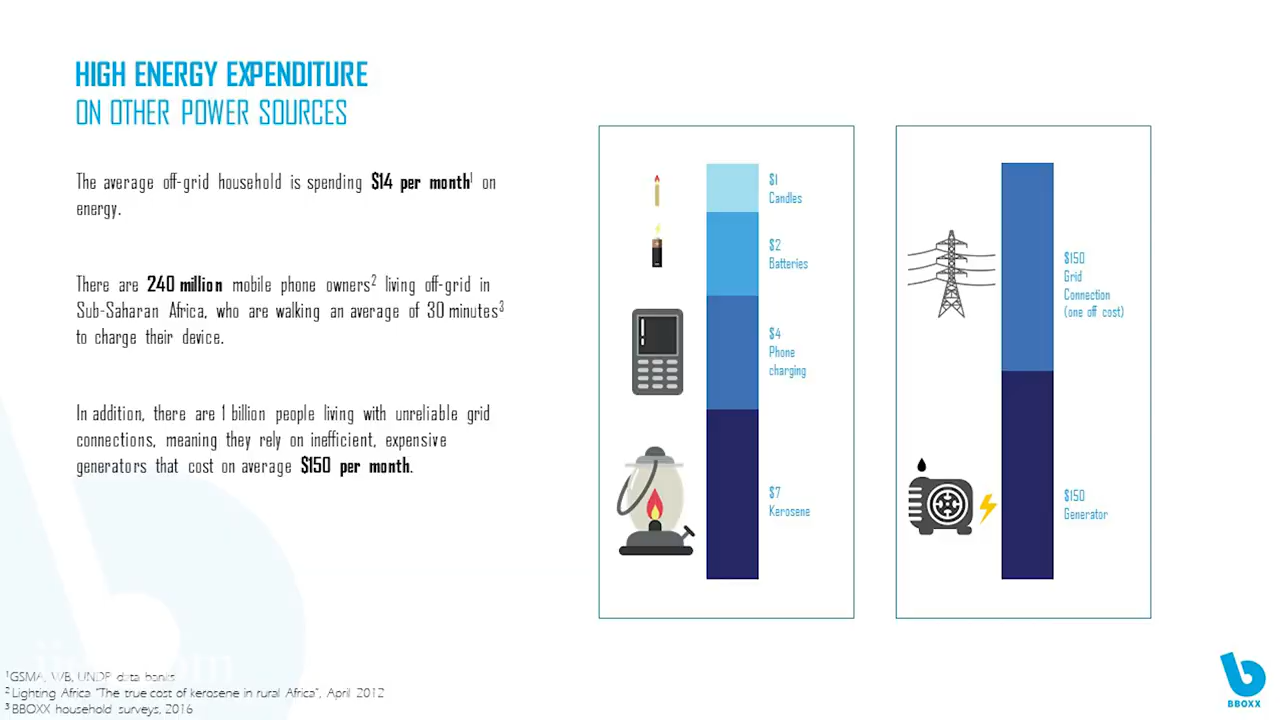 HIGH ENERGY EXPENDITURE
ON OTHER POWER SOURCES
The average off-grid household is spending $14 per month¹ on
energy.
There are 240 million mobile phone owners² living off-grid in
Sub-Saharan Africa, who are walking an average of 30 minutes³
to charge their device.
In addition, there are 1 billion people living with unreliable grid
connections, meaning they rely on inefficient, expensive
generators that cost on average $150 per month.
$1
Candles
$2
Batteries
$4
Phone
charging
$7
Kerosene
$150
Grid
Connection
(one off cost)
$150
Generator
¹GSMA, WB, UNDP data banks
²Lighting Africa "The true cost of kerosene in rural Africa", April 2012
³BBOXX household surveys, 2016
BBOXX